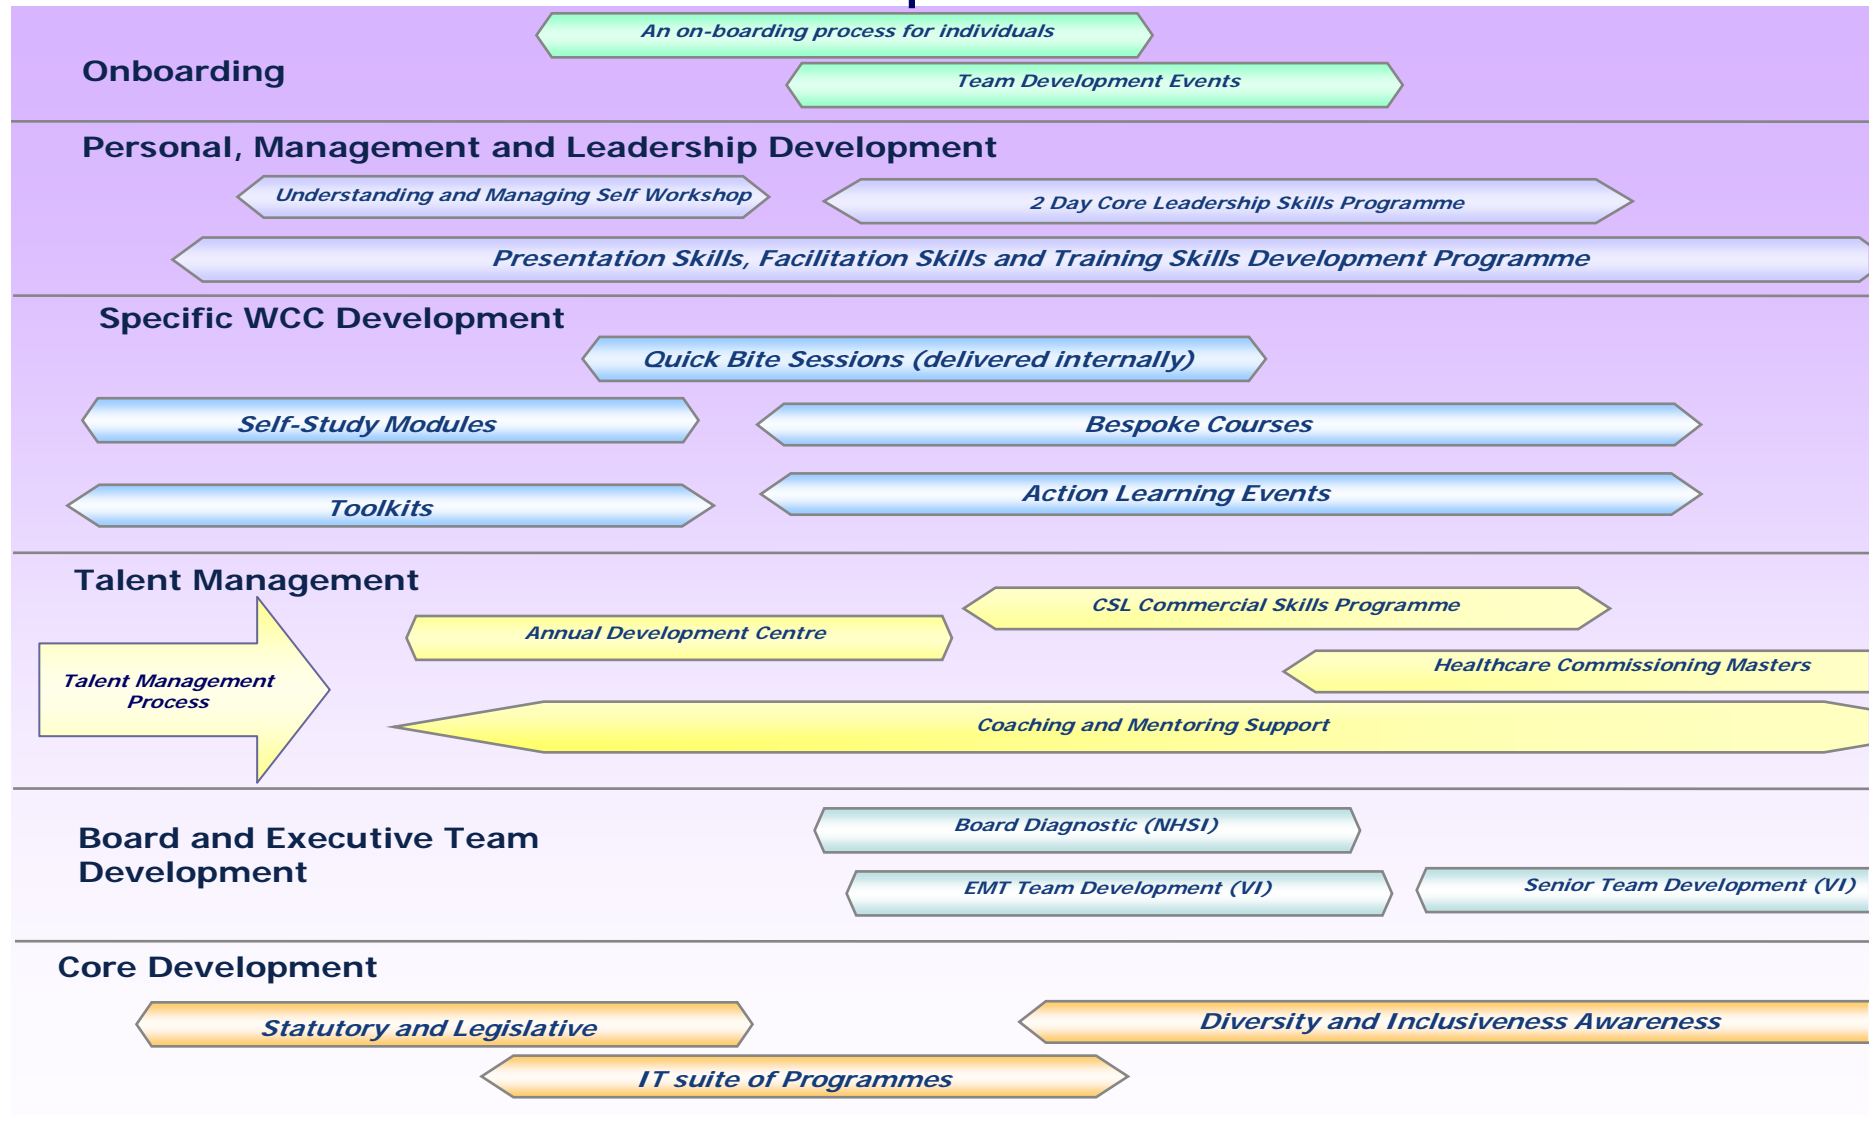 An on-boarding process for individuals
Onboarding
Team Development Events
Personal, Management and Leadership Development
Understanding and Managing Self Workshop
2 Day Core Leadership Skills Programme
Presentation Skills, Facilitation Skills and Training Skills Development Programme
Specific WCC Development
Quick Bite Sessions (delivered internally)
Self-Study Modules
Bespoke Courses
Toolkits
Action Learning Events
Talent Management
CSL Commercial Skills Programme
Annual Development Centre
Healthcare Commissioning Masters
Talent Management
Process
Coaching and Mentoring Support
Board and Executive Team
Development
Board Diagnostic (NHSI)
EMT Team Development (VI)
Senior Team Development (VI)
Core Development
Statutory and Legislative
Diversity and Inclusiveness Awareness
IT suite of Programmes